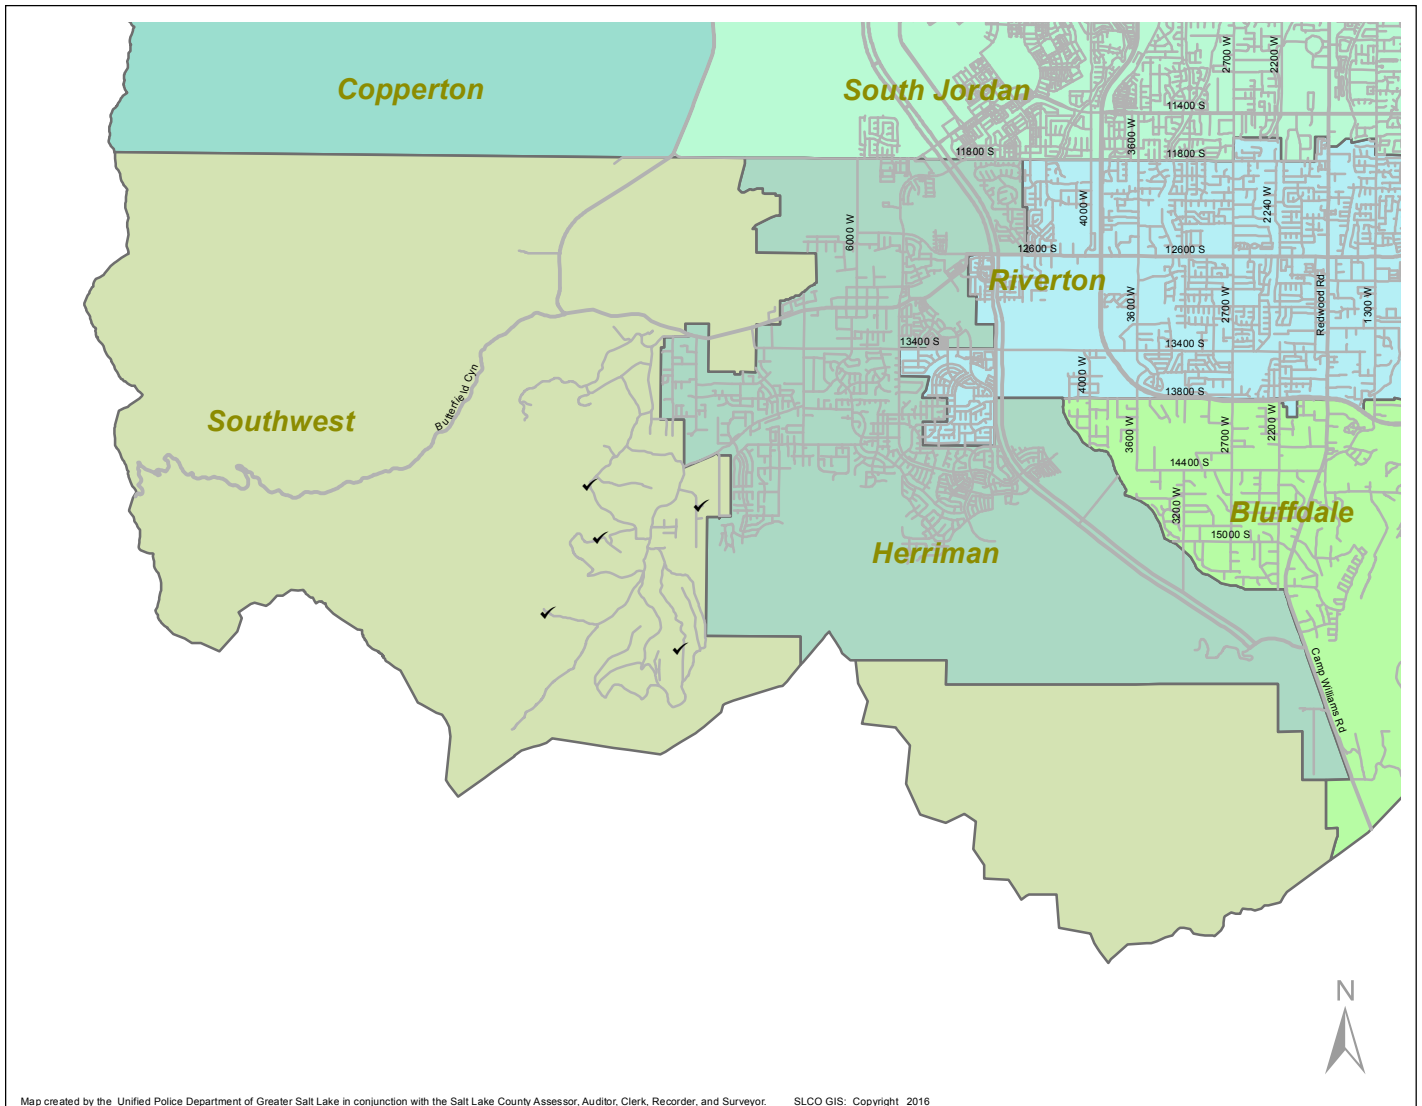 2700 W
2200 W
Copperton
South Jordan
11400 S
3600 W
11800 S
11800 S
4000 W
2240 W
6000 W
12600 S
12600 S
Riverton
3600 W
2700 W
Redwood Rd
1300 W
13400 S
13400 S
4000 W
13800 S
Butterfield Cyn
Southwest
3600 W
2700 W
2200 W
14400 S
3200 W
Bluffdale
15000 S
Herriman
Camp Williams Rd
N
Map created by the Unified Police Department of Greater Salt Lake in conjunction with the Salt Lake County Assessor, Auditor, Clerk, Recorder, and Surveyor. SLCO GIS: Copyright 2016